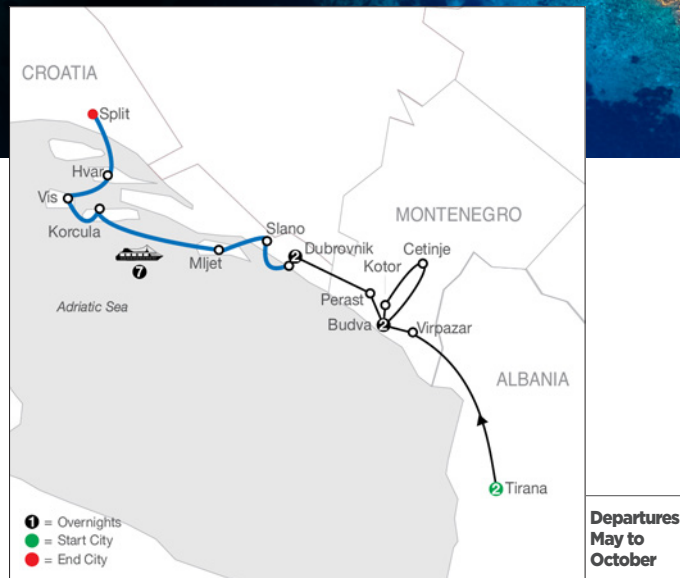 CROATIA
Split
Hvar
Vis
Korcula
Slano
MONTENEGRO
2 Dubrovnik
Cetinje
Kotor
Mljet
7
Perast
Adriatic Sea
Budva 2
Virpazar
ALBANIA
2 Tirana
1 = Overnights
= Start City
= End City
Departures
May to
October